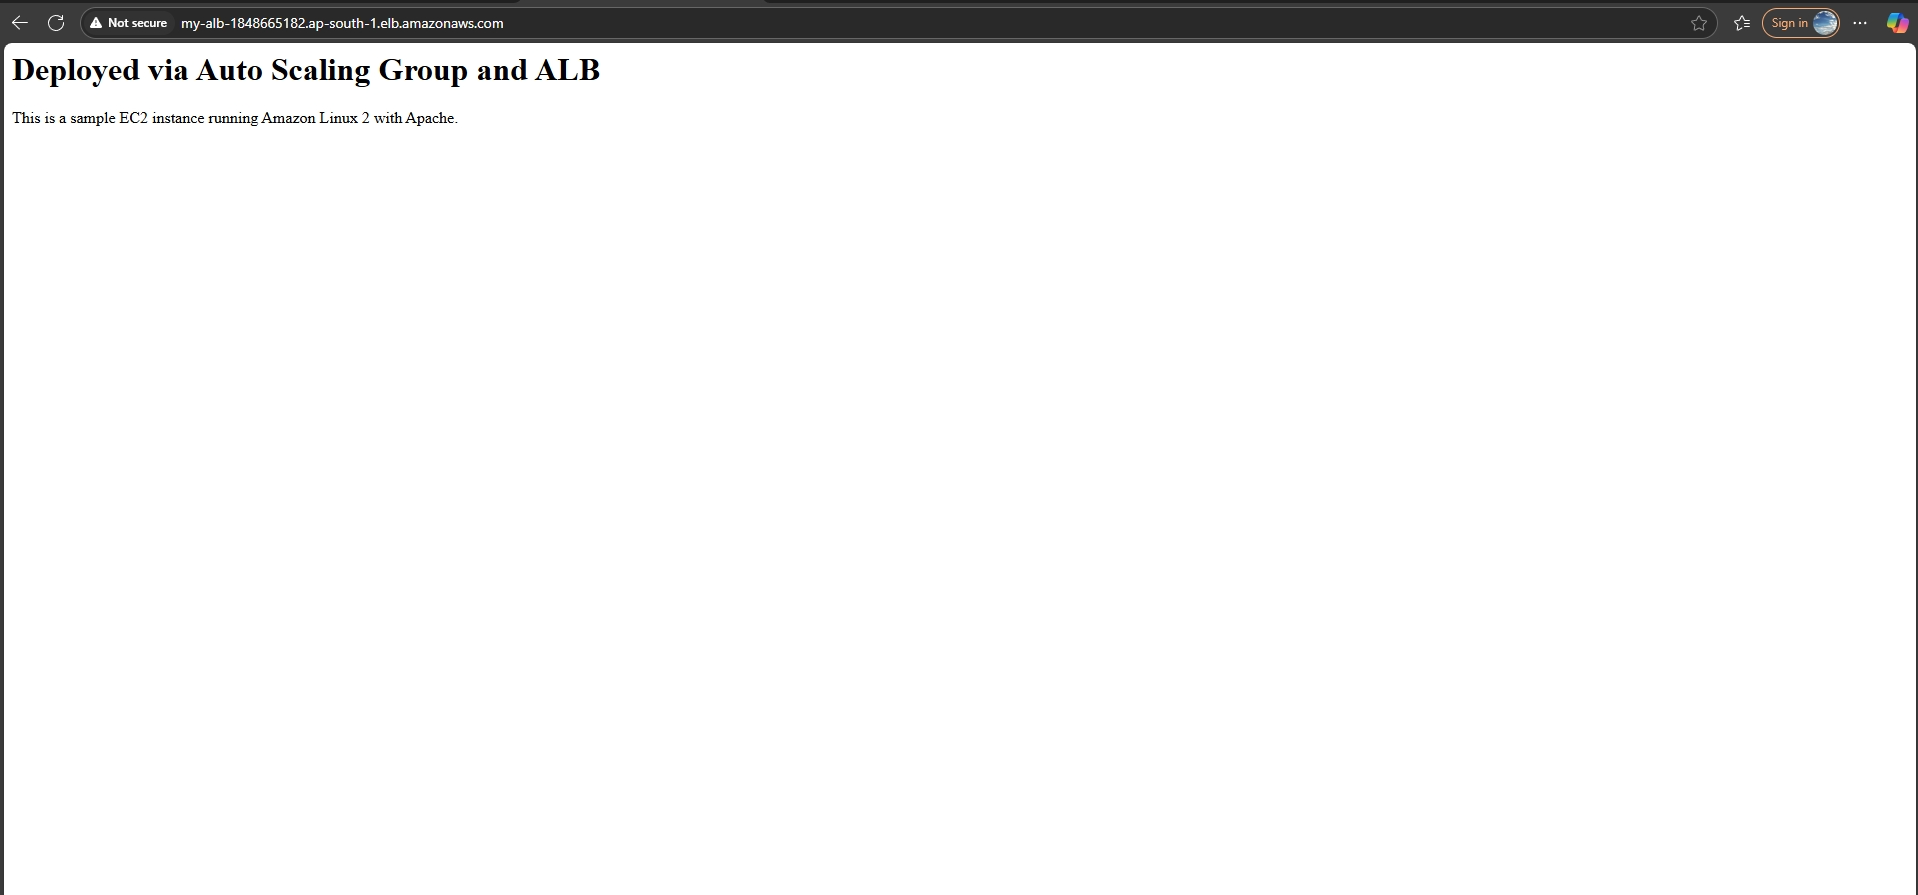 Not secure my-alb-1848665182.ap-south-1.elb.amazonaws.com Sign in
Deployed via Auto Scaling Group and ALB
This is a sample EC2 instance running Amazon Linux 2 with Apache.